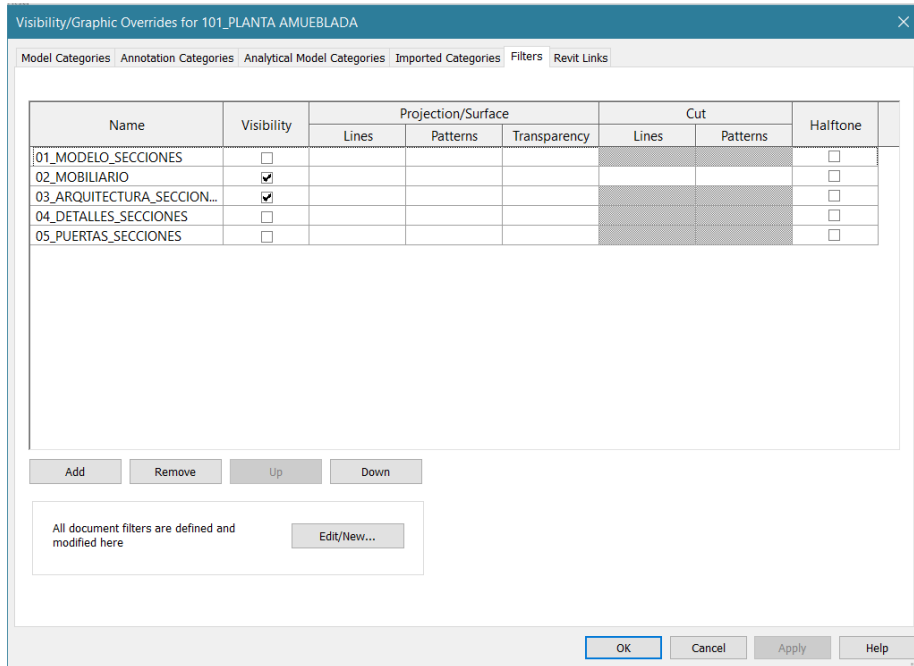 Visibility/Graphic Overrides for 101_PLANTA AMUEBLADA
Model Categories Annotation Categories Analytical Model Categories Imported Categories Filters Revit Links
Name Visibility Projection/Surface Cut Halftone
Lines Patterns Transparency Lines Patterns
01_MODELO_SECCIONES
02_MOBILIARIO
03_ARQUITECTURA_SECCION...
04_DETALLES_SECCIONES
05_PUERTAS_SECCIONES
Add Remove Up Down
All document filters are defined and
modified here
Edit/New...
OK Cancel Apply Help